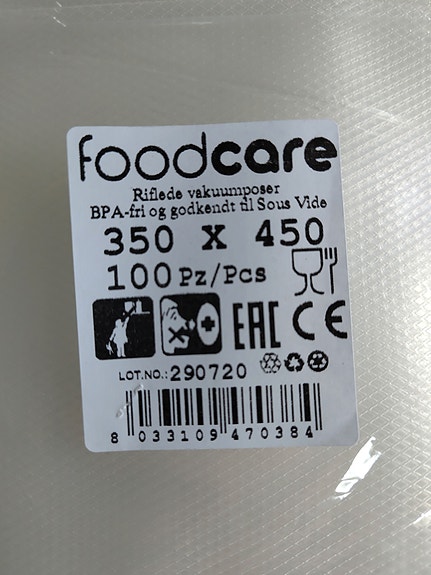 foodcare
Riflede vakuumposer
BPA-fri og godkendt til Sous Vide
350 X 450
100 Pz/Pcs
EAC CE
LOT.NO.: 290720
8 033109 470384